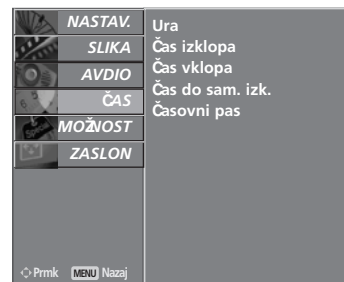 NASTAV.
SLIKA
AVDIO
ČAS
MOŽNOST
ZASLON
Ura
Čas izklopa
Čas vklopa
Čas do sam. izk.
Časovni pas
Prmk MENU Nazaj